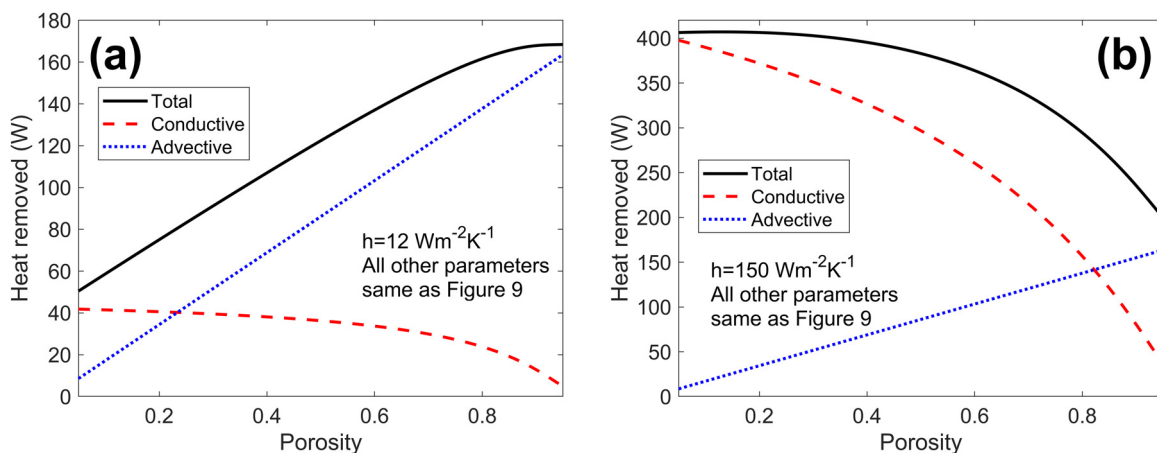 (a)
Heat removed (W)
180
160
140
120
100
80
60
40
20
0
Total
Conductive
Advective
h=12 Wm-2K-1
All other parameters
same as Figure 9
0.2
0.4
0.6
0.8
Porosity
(b)
Heat removed (W)
400
350
300
250
200
150
100
50
0
Total
Conductive
Advective
h=150 Wm-2K-1
All other parameters
same as Figure 9
0.2
0.4
0.6
0.8
Porosity